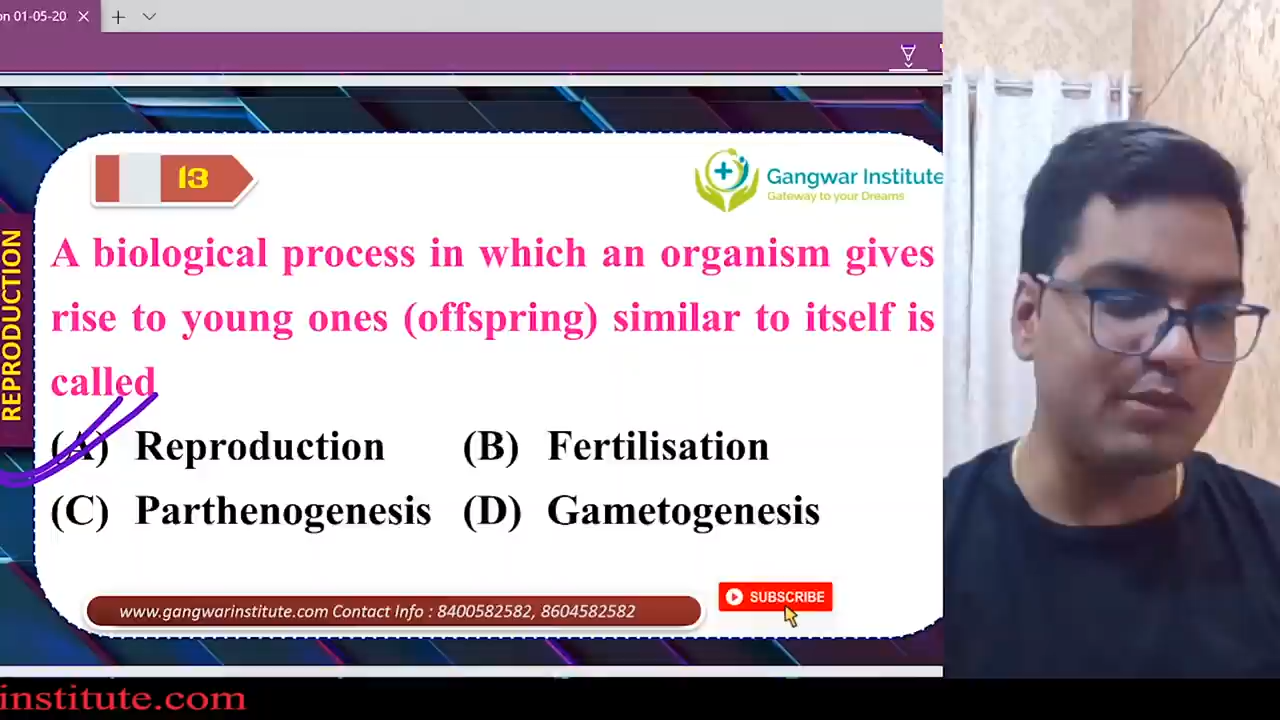 on 01-05-20
13
Gangwar Institute
Gateway to your Dreams
REPRODUCTION
A biological process in which an organism gives
rise to young ones (offspring) similar to itself is
called
(A) Reproduction (B) Fertilisation
(C) Parthenogenesis (D) Gametogenesis
www.gangwarinstitute.com Contact Info : 8400582582, 8604582582
SUBSCRIBE
institute.com